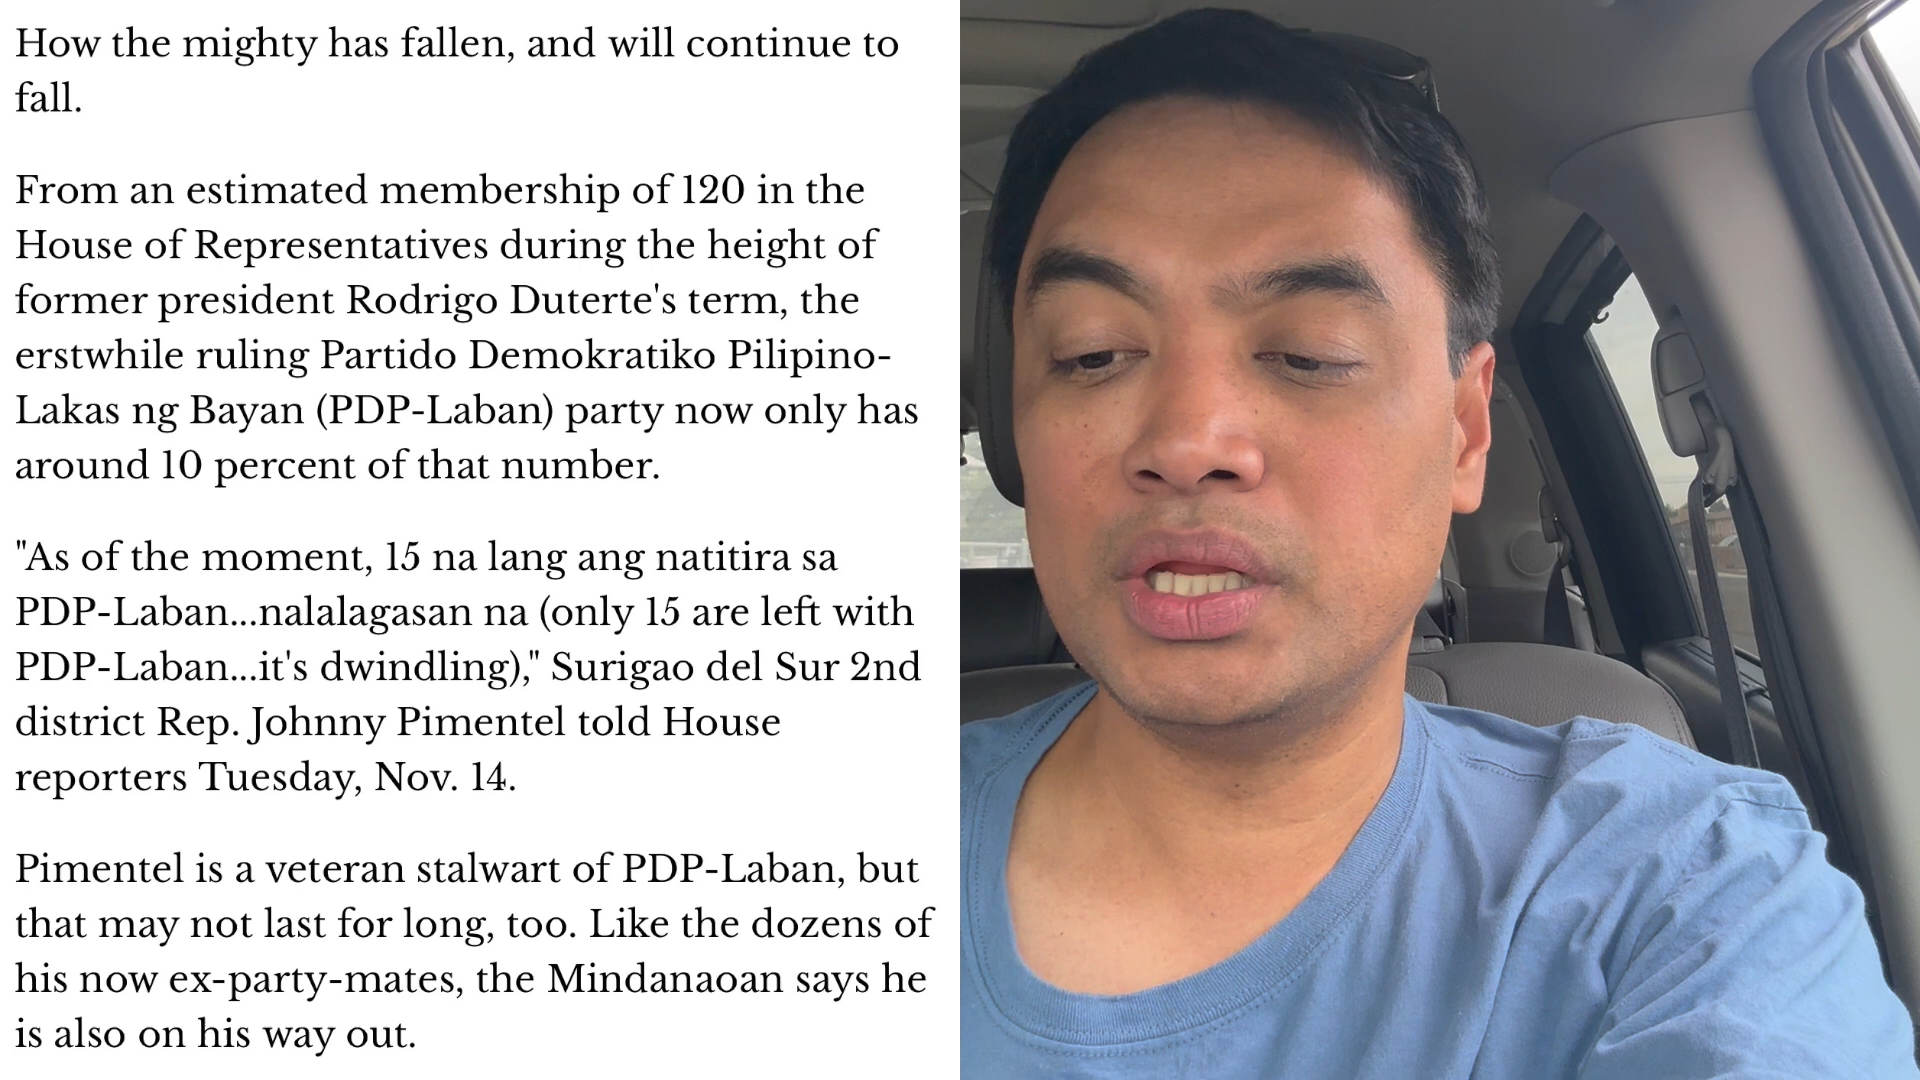 How the mighty has fallen, and will continue to
fall.
From an estimated membership of 120 in the
House of Representatives during the height of
former president Rodrigo Duterte's term, the
erstwhile ruling Partido Demokratiko Pilipino-
Lakas ng Bayan (PDP-Laban) party now only has
around 10 percent of that number.
"As of the moment, 15 na lang ang natitira sa
PDP-Laban...nalalagasan na (only 15 are left with
PDP-Laban...it's dwindling)," Surigao del Sur 2nd
district Rep. Johnny Pimentel told House
reporters Tuesday, Nov. 14.
Pimentel is a veteran stalwart of PDP-Laban, but
that may not last for long, too. Like the dozens of
his now ex-party-mates, the Mindanaoan says he
is also on his way out.